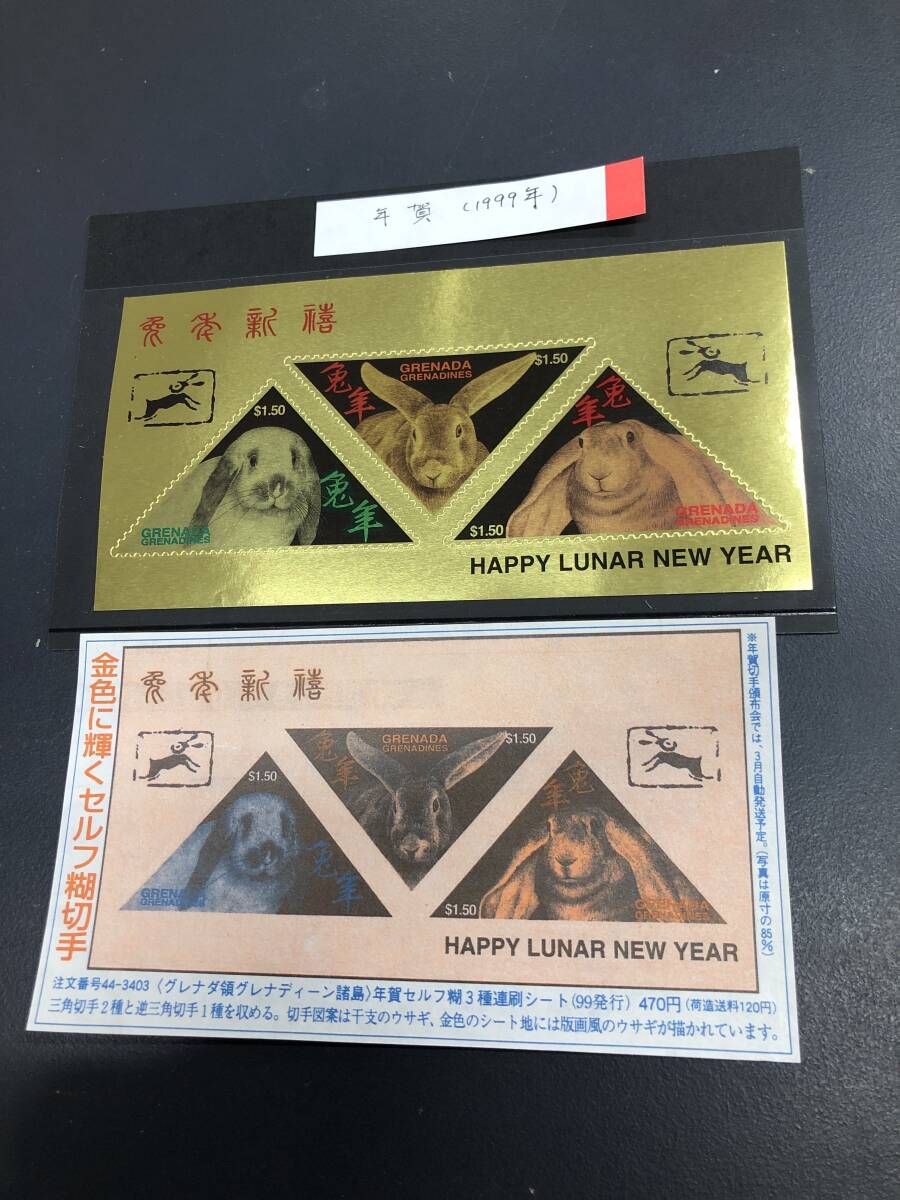 年賀 (1999年)
兎年新禧
$1.50
兎年
GRENADA
GRENADINES
兎年
GRENADA
GRENADINES
$1.50
兎年
$1.50
GRENADA
GRENADINES
HAPPY LUNAR NEW YEAR
金色に輝くセルフ糊切手
兎年新禧
$1.50
兎年
GRENADA
GRENADINES
兎年
GRENADA
GRENADINES
$1.50
兎年
$1.50
GRENADA
GRENADINES
HAPPY LUNAR NEW YEAR
※年賀切手頒布会では、3月自動発送予定。(写真は原寸の85%)
注文番号44-3403〈グレナダ領グレナディーン諸島〉年賀セルフ糊3種連刷シート(99発行) 470円(荷造送料120円)
三角切手2種と逆三角切手1種を収める。切手図案は干支のウサギ、金色のシート地には版画風のウサギが描かれています。